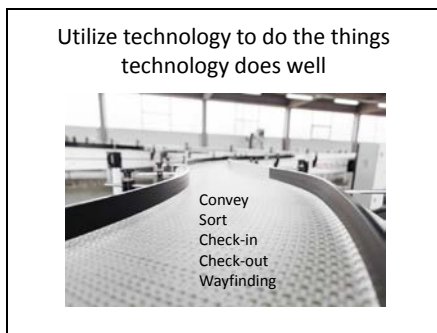 Utilize technology to do the things
technology does well
Convey
Sort
Check-in
Check-out
Wayfinding